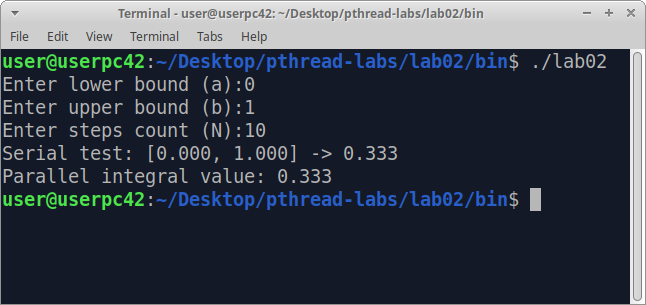 Terminal - user@userpc42: ~/Desktop/pthread-labs/lab02/bin
File Edit View Terminal Tabs Help
user@userpc42:~/Desktop/pthread-labs/lab02/bin$ ./lab02
Enter lower bound (a):0
Enter upper bound (b):1
Enter steps count (N):10
Serial test: [0.000, 1.000] -> 0.333
Parallel integral value: 0.333
user@userpc42:~/Desktop/pthread-labs/lab02/bin$